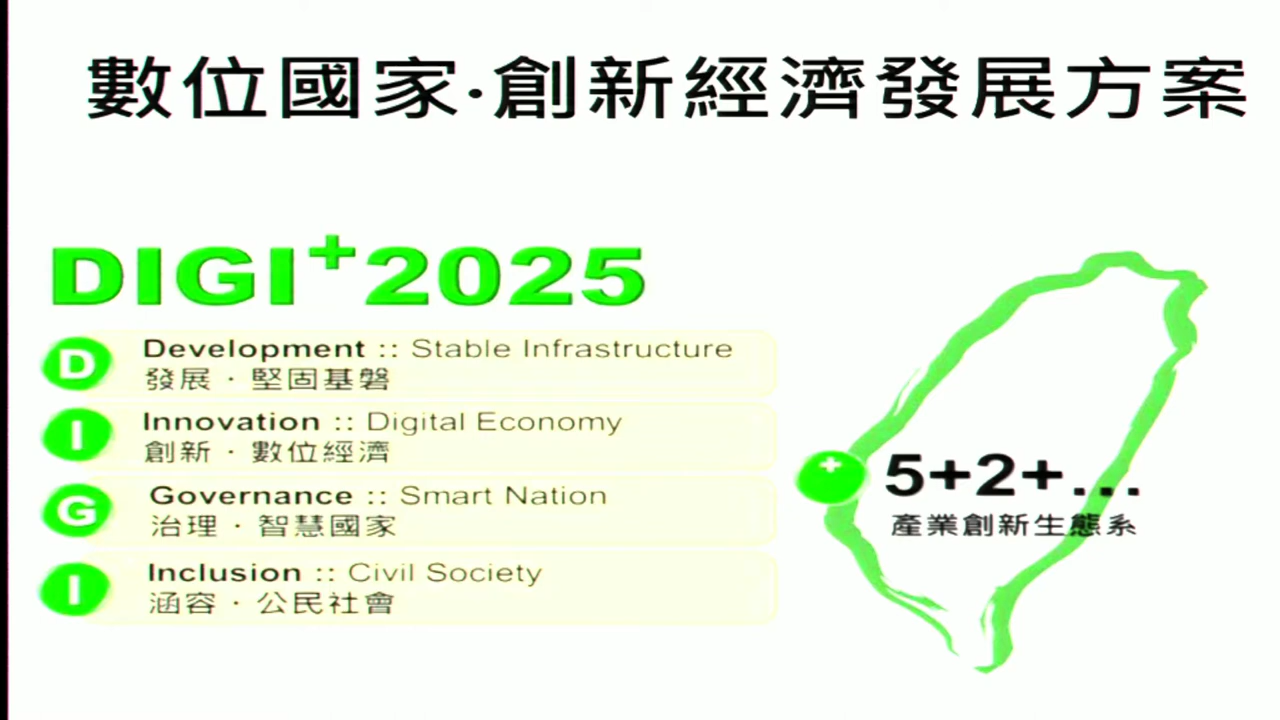 數位國家·創新經濟發展方案
DIGI+2025
D
Development :: Stable Infrastructure
發展·堅固基磐
I
Innovation :: Digital Economy
創新·數位經濟
G
Governance :: Smart Nation
治理·智慧國家
I
Inclusion :: Civil Society
涵容·公民社會
+
5+2+...
產業創新生態系